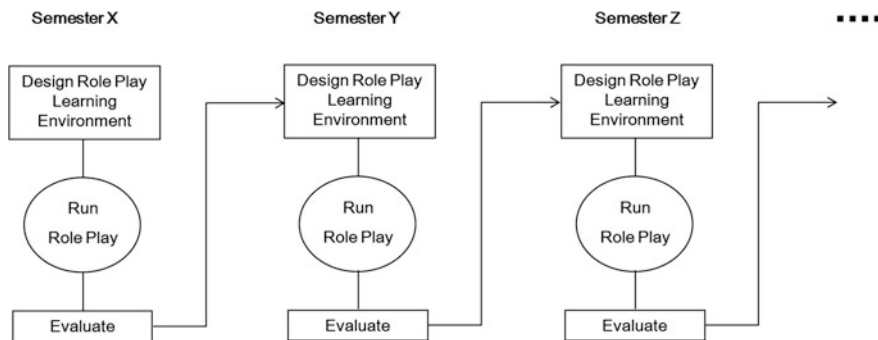 Semester X
Semester Y
Semester Z
Design Role Play
Learning
Environment
Design Role Play
Learning
Environment
Design Role Play
Learning
Environment
Run
Role Play
Run
Role Play
Run
Role Play
Evaluate
Evaluate
Evaluate